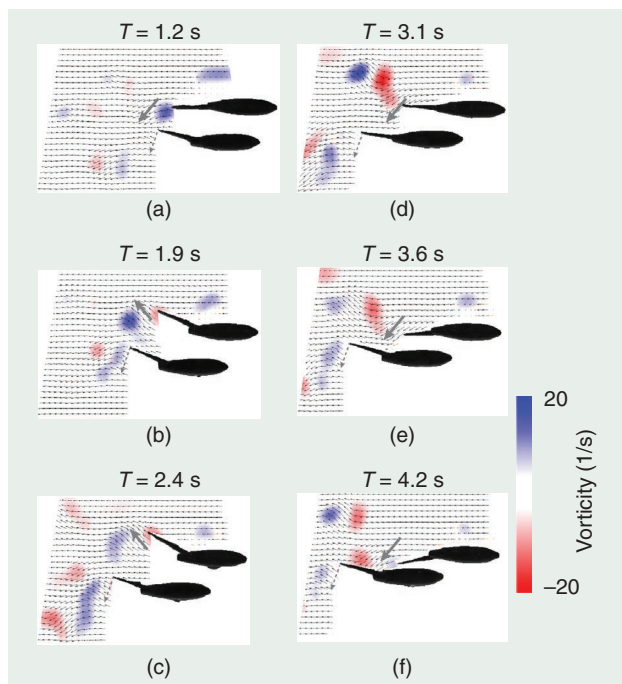 T = 1.2 s
(a)
T = 1.9 s
(b)
T = 2.4 s
(c)
T = 3.1 s
(d)
T = 3.6 s
(e)
T = 4.2 s
(f)
20
Vorticity (1/s)
–20